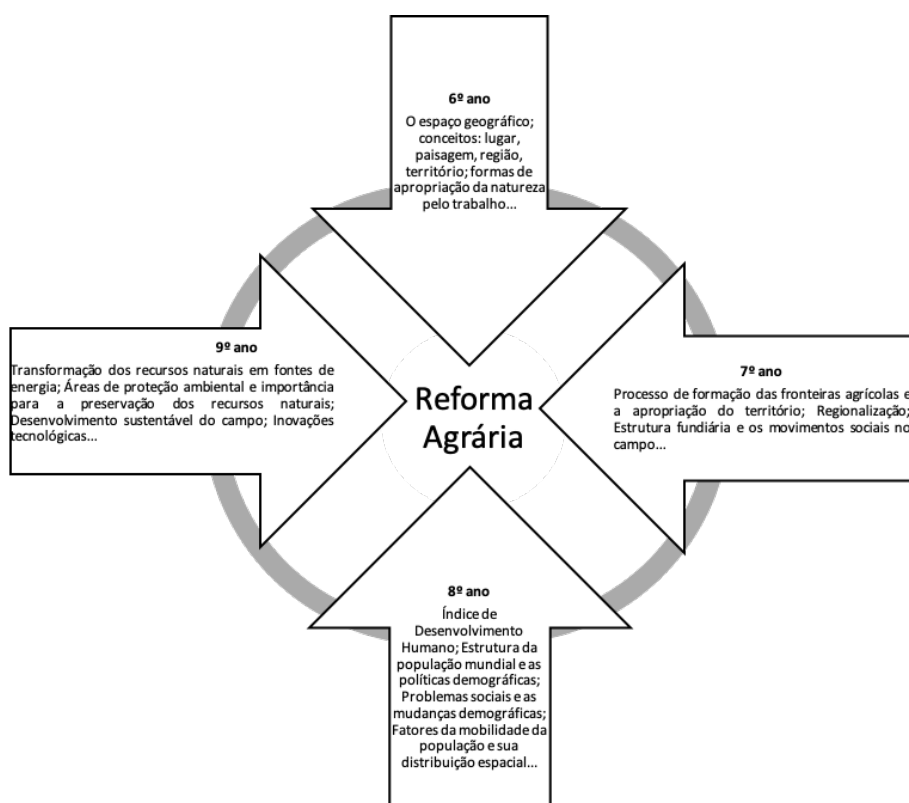 6º ano
O espaço geográfico;
conceitos: lugar,
paisagem, região,
território; formas de
apropriação da natureza
pelo trabalho...
9º ano
Transformação dos recursos naturais em fontes de
energia; Áreas de proteção ambiental e importância
para a preservação dos recursos naturais;
Desenvolvimento sustentável do campo; Inovações
tecnológicas...
Reforma
Agrária
7º ano
Processo de formação das fronteiras agrícolas e
a apropriação do território; Regionalização;
Estrutura fundiária e os movimentos sociais no
campo...
8º ano
Índice de
Desenvolvimento
Humano; Estrutura da
população mundial e as
políticas demográficas;
Problemas sociais e as
mudanças demográficas;
Fatores da mobilidade da
população e sua
distribuição espacial...